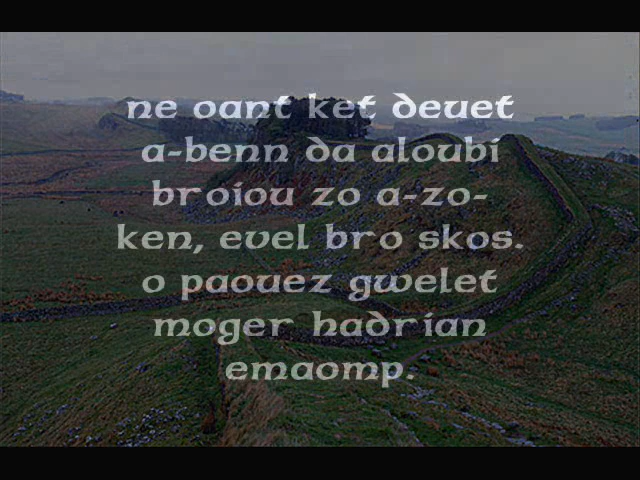 ne oant ket deuet
a-benn da aloubi
broiou zo a-zo-
ken, evel bro skos.
o paouez gwelet
moger hadrian
emaomp.